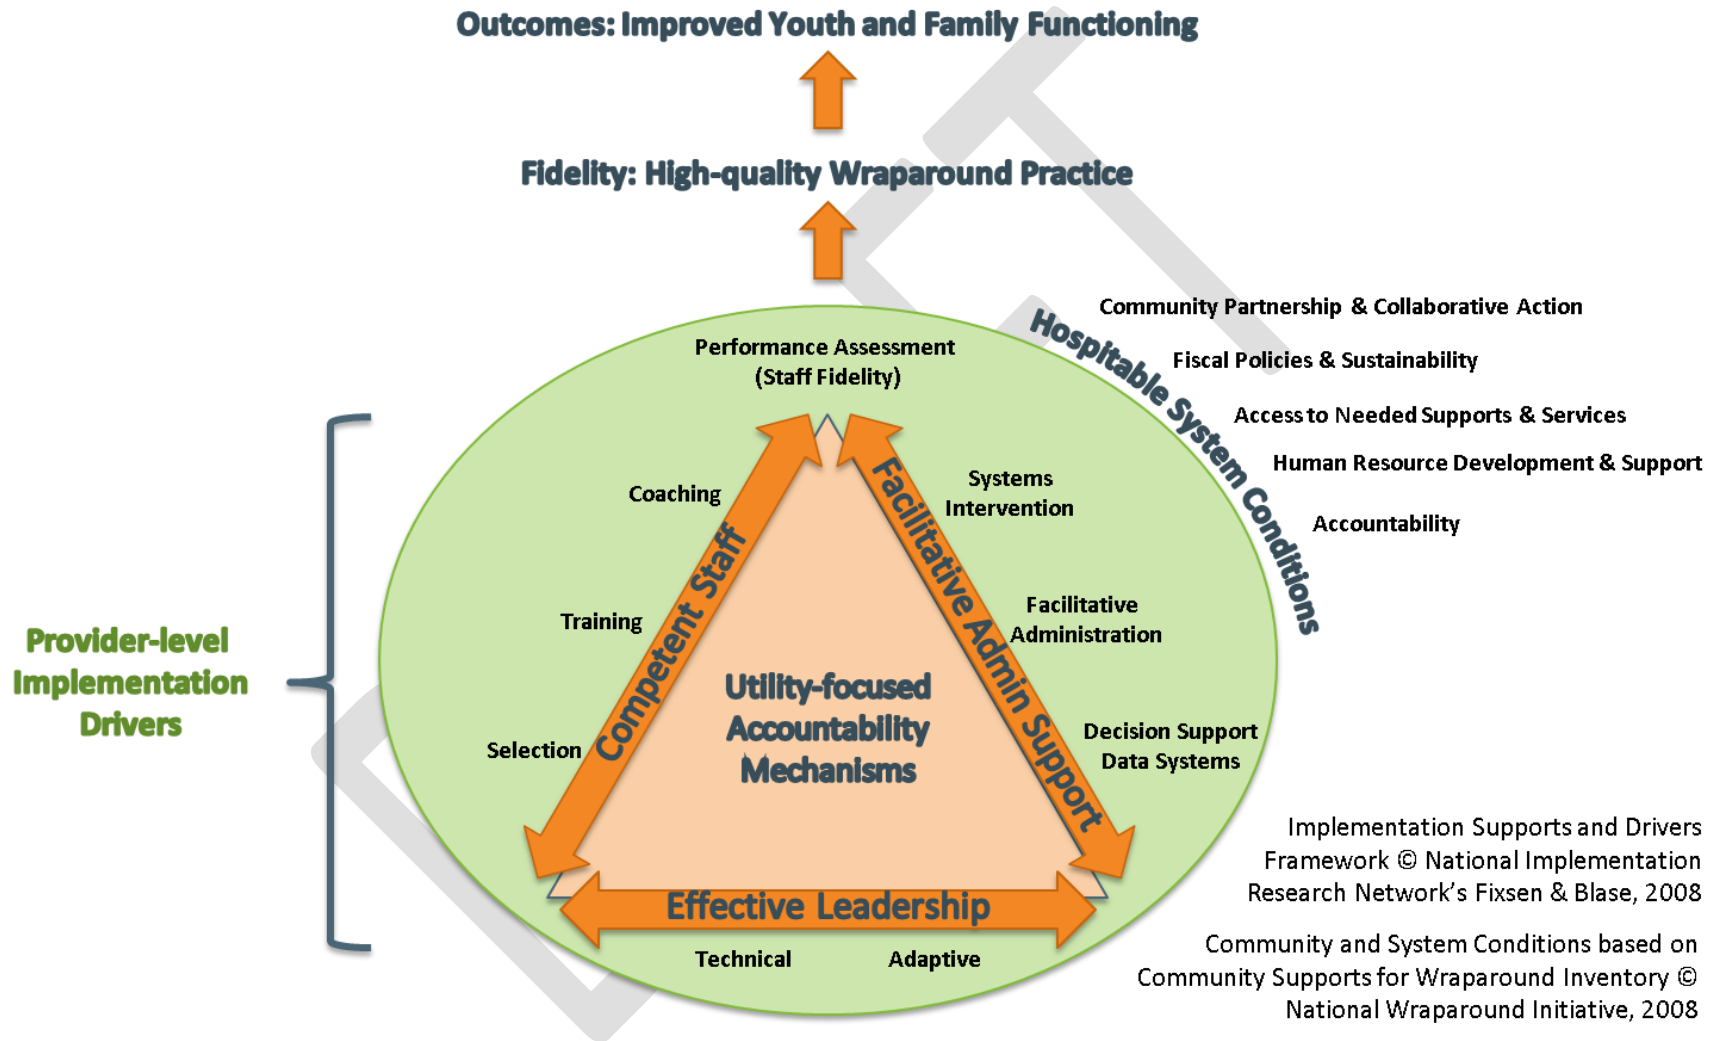 Outcomes: Improved Youth and Family Functioning
Fidelity: High-quality Wraparound Practice
Community Partnership & Collaborative Action
Fiscal Policies & Sustainability
Access to Needed Supports & Services
Human Resource Development & Support
Accountability
Hospitable System Conditions
Performance Assessment
(Staff Fidelity)
Coaching
Training
Selection
Competent Staff
Systems
Intervention
Facilitative
Administration
Decision Support
Data Systems
Facilitative Admin Support
Utility-focused
Accountability
Mechanisms
Effective Leadership
Technical
Adaptive
Provider-level
Implementation
Drivers
Implementation Supports and Drivers
Framework © National Implementation
Research Network’s Fixsen & Blase, 2008
Community and System Conditions based on
Community Supports for Wraparound Inventory ©
National Wraparound Initiative, 2008